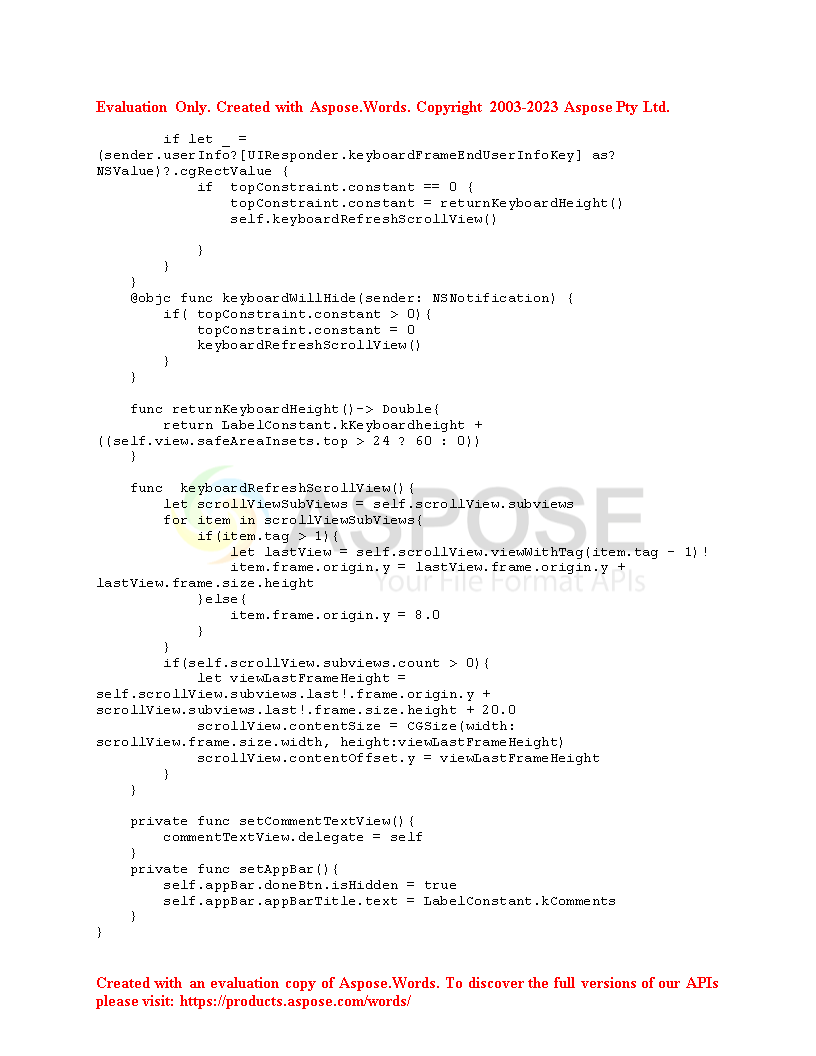 Evaluation Only. Created with Aspose.Words. Copyright 2003-2023 Aspose Pty Ltd.
        if let _ =
(sender.userInfo?[UIResponder.keyboardFrameEndUserInfoKey] as?
NSValue)?.cgRectValue {
            if  topConstraint.constant == 0 {
                topConstraint.constant = returnKeyboardHeight()
                self.keyboardRefreshScrollView()
            }
        }
    }
    @objc func keyboardWillHide(sender: NSNotification) {
        if( topConstraint.constant > 0){
            topConstraint.constant = 0
            keyboardRefreshScrollView()
        }
    }
    func returnKeyboardHeight()-> Double{
        return LabelConstant.kKeyboardheight +
((self.view.safeAreaInsets.top > 24 ? 60 : 0))
    }
    func  keyboardRefreshScrollView(){
        let scrollViewSubViews = self.scrollView.subviews
        for item in scrollViewSubViews{
            if(item.tag > 1){
                let lastView = self.scrollView.viewWithTag(item.tag - 1)!
                item.frame.origin.y = lastView.frame.origin.y +
lastView.frame.size.height
            }else{
                item.frame.origin.y = 8.0
            }
        }
        if(self.scrollView.subviews.count > 0){
            let viewLastFrameHeight =
self.scrollView.subviews.last!.frame.origin.y +
scrollView.subviews.last!.frame.size.height + 20.0
            scrollView.contentSize = CGSize(width:
scrollView.frame.size.width, height:viewLastFrameHeight)
            scrollView.contentOffset.y = viewLastFrameHeight
        }
    }
    private func setCommentTextView(){
        commentTextView.delegate = self
    }
    private func setAppBar(){
        self.appBar.doneBtn.isHidden = true
        self.appBar.appBarTitle.text = LabelConstant.kComments
    }
}
ASPOSE
Your File Format APIs
Created with an evaluation copy of Aspose.Words. To discover the full versions of our APIs
please visit: https://products.aspose.com/words/